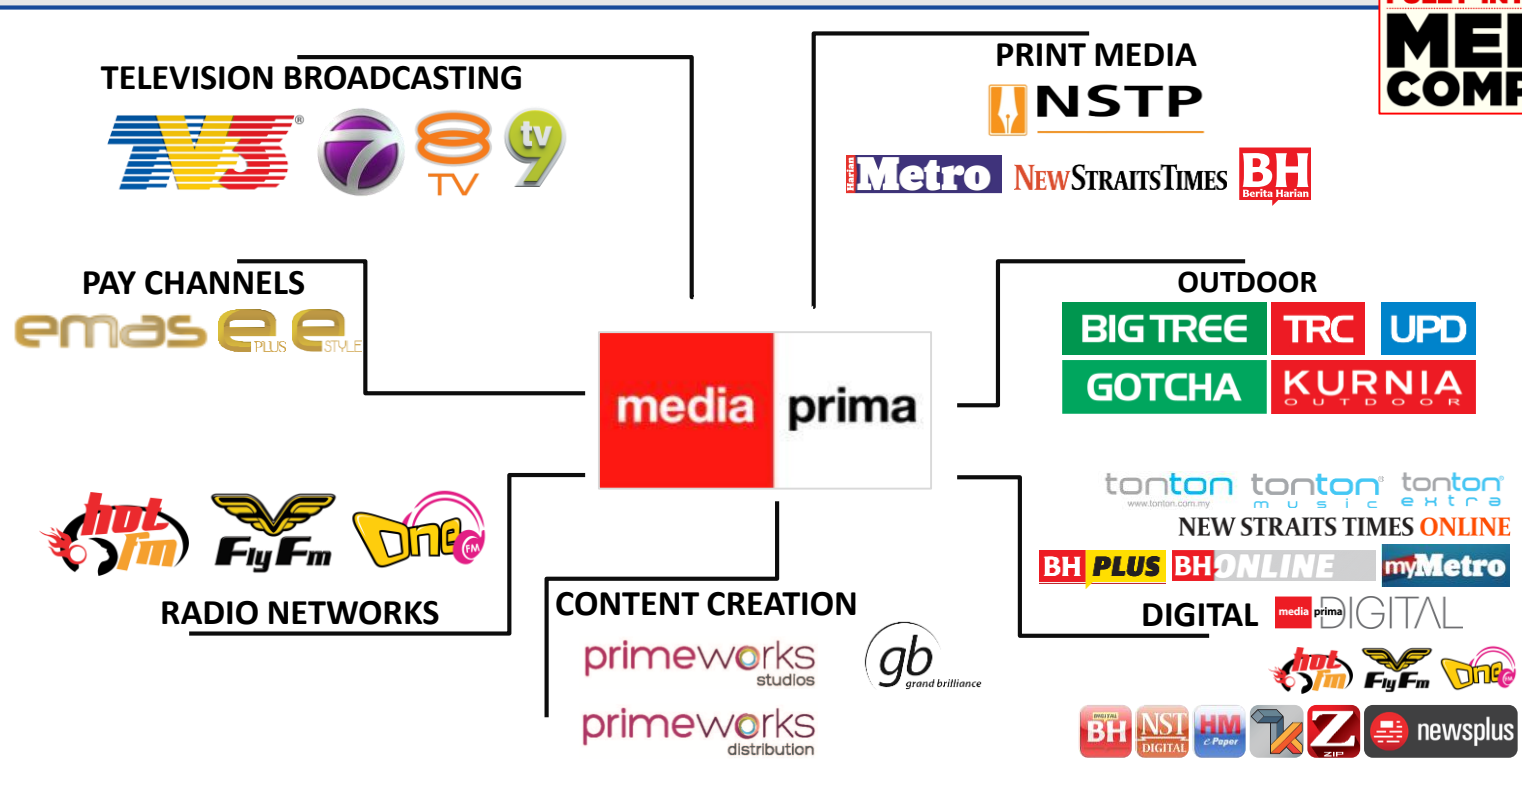 TELEVISION BROADCASTING
TV3®
7
8
TV
tv
9
PRINT MEDIA
NSTP
Harian
Metro
NEW STRAITS TIMES
BH
Berita Harian
COMP
PAY CHANNELS
emas
e PLUS
e STYLE
OUTDOOR
BIG TREE
TRC
UPD
GOTCHA
KURNIA
OUTDOOR
media prima
hot
fm
Fly Fm
One
FM
RADIO NETWORKS
CONTENT CREATION
primeworks
studios
gb
grand brilliance
primeworks
distribution
tonton
www.tonton.com.my
tonton®
music
tonton®
extra
NEW STRAITS TIMES ONLINE
BH PLUS
BH ONLINE
myMetro
DIGITAL
media prima DIGITAL
hot
fm
Fly Fm
One
FM
DIGITAL
BH
NST
DIGITAL
HM
e Paper
Z
ZIP
newsplus